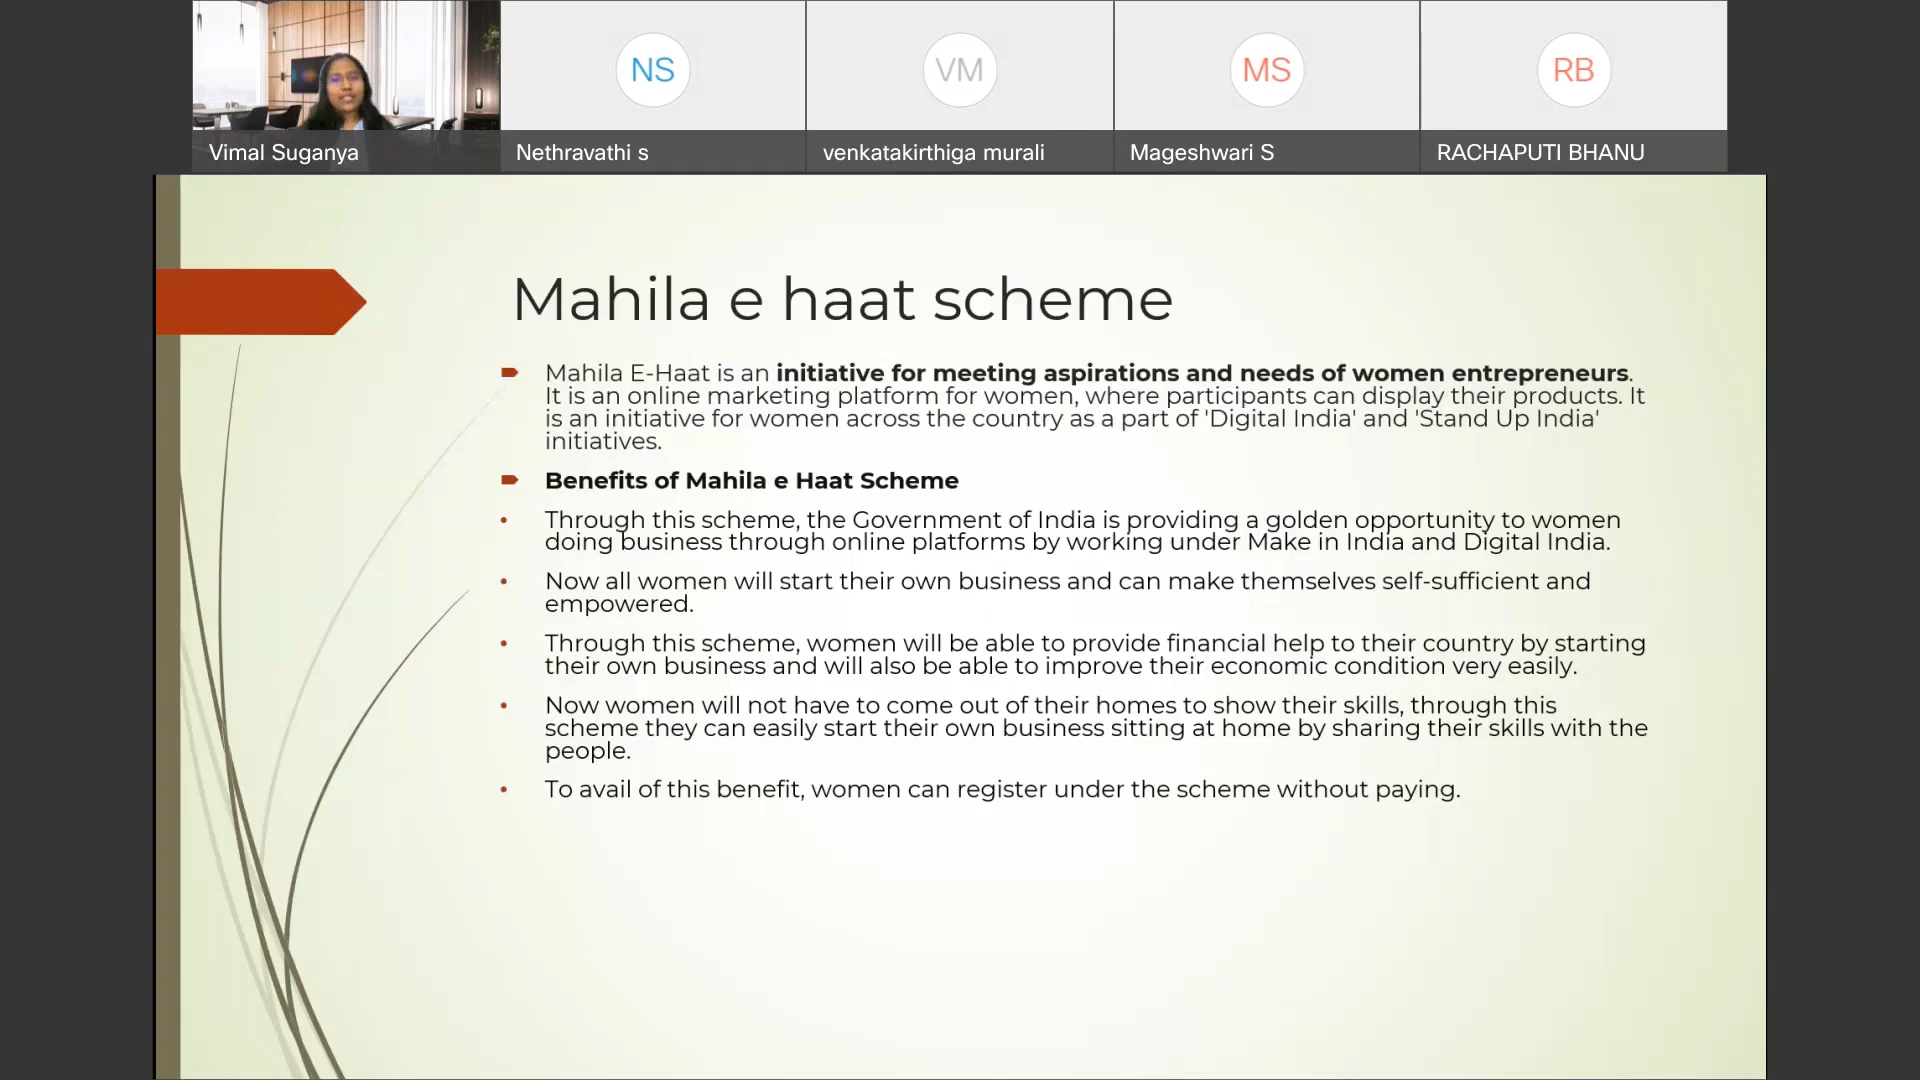 NS
VM
MS
RB
Vimal Suganya
Nethravathi s
venkatakirthiga murali
Mageshwari S
RACHAPUTI BHANU
Mahila e haat scheme
Mahila E-Haat is an initiative for meeting aspirations and needs of women entrepreneurs.
It is an online marketing platform for women, where participants can display their products. It
is an initiative for women across the country as a part of 'Digital India' and 'Stand Up India'
initiatives.
Benefits of Mahila e Haat Scheme
Through this scheme, the Government of India is providing a golden opportunity to women
doing business through online platforms by working under Make in India and Digital India.
Now all women will start their own business and can make themselves self-sufficient and
empowered.
Through this scheme, women will be able to provide financial help to their country by starting
their own business and will also be able to improve their economic condition very easily.
Now women will not have to come out of their homes to show their skills, through this
scheme they can easily start their own business sitting at home by sharing their skills with the
people.
To avail of this benefit, women can register under the scheme without paying.